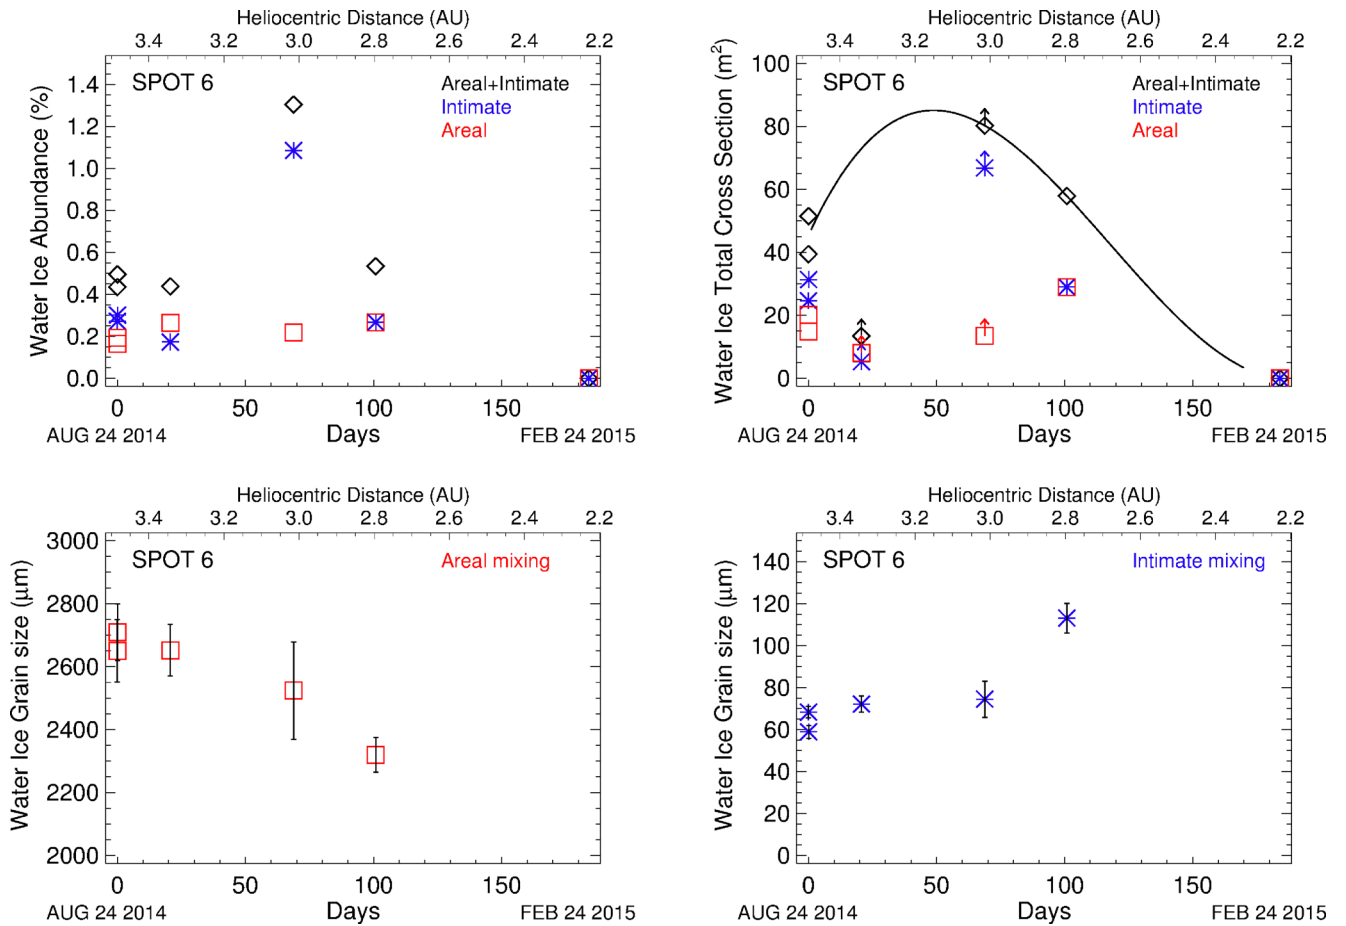 Heliocentric Distance (AU)
3.4 3.2 3.0 2.8 2.6 2.4 2.2
SPOT 6
Areal+Intimate
Intimate
Areal
Water Ice Abundance (%)
1.4
1.2
1.0
0.8
0.6
0.4
0.2
0.0
0 50 100 150
AUG 24 2014 Days FEB 24 2015
Heliocentric Distance (AU)
3.4 3.2 3.0 2.8 2.6 2.4 2.2
SPOT 6
Areal+Intimate
Intimate
Areal
Water Ice Total Cross Section (m²)
100
80
60
40
20
0
0 50 100 150
AUG 24 2014 Days FEB 24 2015
Heliocentric Distance (AU)
3.4 3.2 3.0 2.8 2.6 2.4 2.2
SPOT 6
Areal mixing
Water Ice Grain size (μm)
3000
2800
2600
2400
2200
2000
0 50 100 150
AUG 24 2014 Days FEB 24 2015
Heliocentric Distance (AU)
3.4 3.2 3.0 2.8 2.6 2.4 2.2
SPOT 6
Intimate mixing
Water Ice Grain size (μm)
140
120
100
80
60
40
20
0
0 50 100 150
AUG 24 2014 Days FEB 24 2015